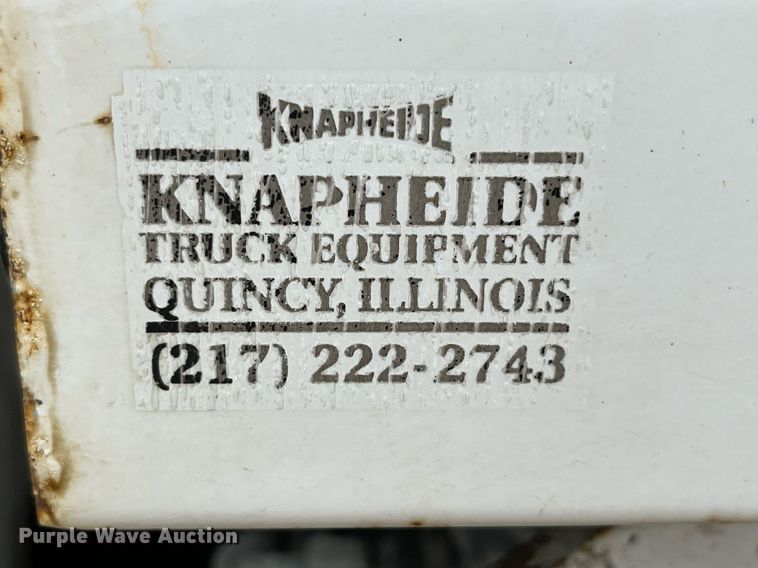 KNAPHEIDE
KNAPHEIDE
TRUCK EQUIPMENT
QUINCY, ILLINOIS
(217) 222-2743
Purple Wave Auction